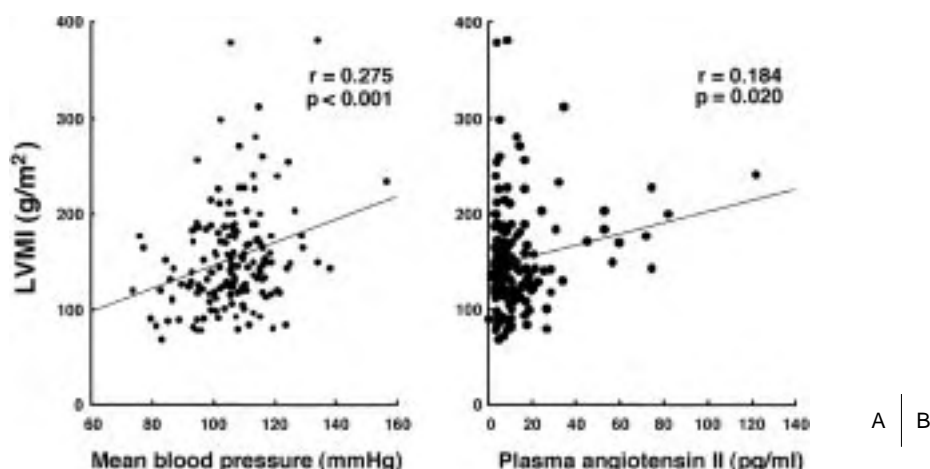 400
300
200
100
0
60 80 100 120 140 160
LVMI (g/m²)
Mean blood pressure (mmHg)
r = 0.275
p < 0.001
400
300
200
100
0
0 20 40 60 80 100 120 140
Plasma angiotensin II (pg/ml)
r = 0.184
p = 0.020
A B